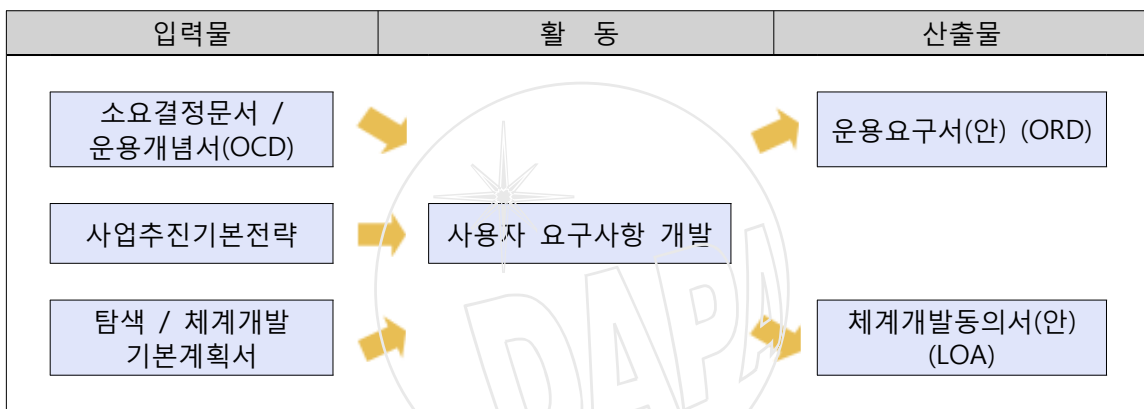 입력물
활 동
산출물
소요결정문서 /
운용개념서(OCD)
운용요구서(안) (ORD)
사업추진기본전략
사용자 요구사항 개발
탐색 / 체계개발
기본계획서
체계개발동의서(안)
(LOA)
DAPA